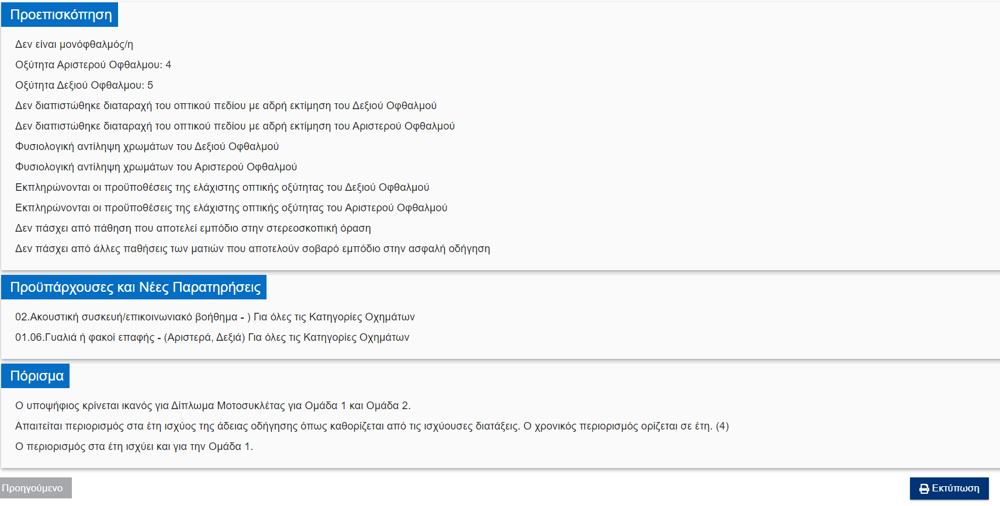 Προεπισκόπηση
Δεν είναι μονόφθαλμός/η
Οξύτητα Αριστερού Οφθαλμου: 4
Οξύτητα Δεξιού Οφθαλμου: 5
Δεν διαπιστώθηκε διαταραχή του οπτικού πεδίου με αδρή εκτίμηση του Δεξιού Οφθαλμού
Δεν διαπιστώθηκε διαταραχή του οπτικού πεδίου με αδρή εκτίμηση του Αριστερού Οφθαλμού
Φυσιολογική αντίληψη χρωμάτων του Δεξιού Οφθαλμού
Φυσιολογική αντίληψη χρωμάτων του Αριστερού Οφθαλμού
Εκπληρώνονται οι προϋποθέσεις της ελάχιστης οπτικής οξύτητας του Δεξιού Οφθαλμού
Εκπληρώνονται οι προϋποθέσεις της ελάχιστης οπτικής οξύτητας του Αριστερού Οφθαλμού
Δεν πάσχει από πάθηση που αποτελεί εμπόδιο στην στερεοσκοπική όραση
Δεν πάσχει από άλλες παθήσεις των ματιών που αποτελούν σοβαρό εμπόδιο στην ασφαλή οδήγηση
Προϋπάρχουσες και Νέες Παρατηρήσεις
02.Ακουστική συσκευή/επικοινωνιακό βοήθημα - ) Για όλες τις Κατηγορίες Οχημάτων
01.06.Γυαλιά ή φακοί επαφής - (Αριστερά, Δεξιά) Για όλες τις Κατηγορίες Οχημάτων
Πόρισμα
Ο υποψήφιος κρίνεται ικανός για Δίπλωμα Μοτοσυκλέτας για Ομάδα 1 και Ομάδα 2.
Απαιτείται περιορισμός στα έτη ισχύος της άδειας οδήγησης όπως καθορίζεται από τις ισχύουσες διατάξεις. Ο χρονικός περιορισμός ορίζεται σε έτη. (4)
Ο περιορισμός στα έτη ισχύει και για την Ομάδα 1.
Προηγούμενο
Εκτύπωση